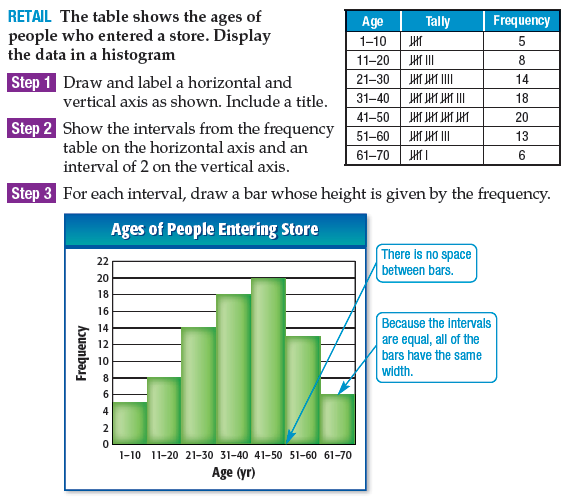 RETAIL The table shows the ages of
people who entered a store. Display
the data in a histogram
Step 1 Draw and label a horizontal and
vertical axis as shown. Include a title.
Step 2 Show the intervals from the frequency
table on the horizontal axis and an
interval of 2 on the vertical axis.
Age Tally Frequency
1–10 5
11–20 8
21–30 14
31–40 18
41–50 20
51–60 13
61–70 6
Step 3 For each interval, draw a bar whose height is given by the frequency.
Ages of People Entering Store
22
20
18
16
14
12
10
8
6
4
2
0
Frequency
1–10 11–20 21–30 31–40 41–50 51–60 61–70
Age (yr)
There is no space
between bars.
Because the intervals
are equal, all of the
bars have the same
width.